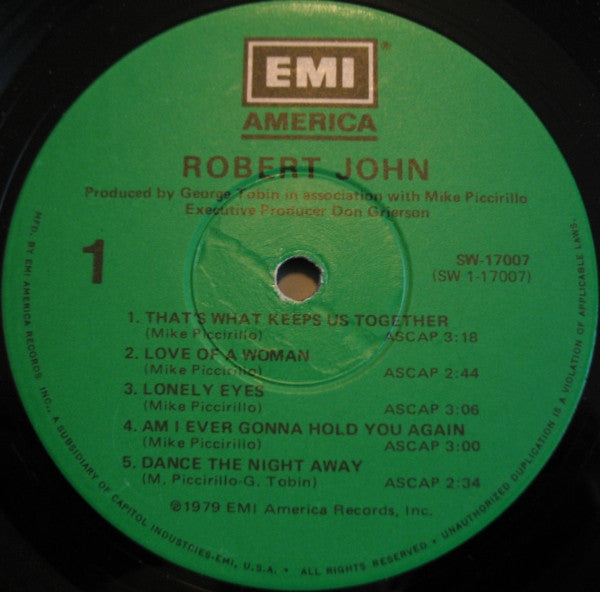 EMI®
AMERICA
ROBERT JOHN
Produced by George Tobin in association with Mike Piccirillo
Executive Producer Don Grierson
1
SW-17007
(SW 1-17007)
1. THAT'S WHAT KEEPS US TOGETHER
(Mike Piccirillo) ASCAP 3:18
2. LOVE OF A WOMAN
(Mike Piccirillo) ASCAP 2:44
3. LONELY EYES
(Mike Piccirillo) ASCAP 3:06
4. AM I EVER GONNA HOLD YOU AGAIN
(Mike Piccirillo) ASCAP 3:00
5. DANCE THE NIGHT AWAY
(M. Piccirillo-G. Tobin) ASCAP 2:34
℗1979 EMI America Records, Inc.
MFD. BY EMI AMERICA RECORDS, INC., A SUBSIDIARY OF CAPITOL INDUSTRIES-EMI, U.S.A. • ALL RIGHTS RESERVED • UNAUTHORIZED DUPLICATION IS A VIOLATION OF APPLICABLE LAWS.